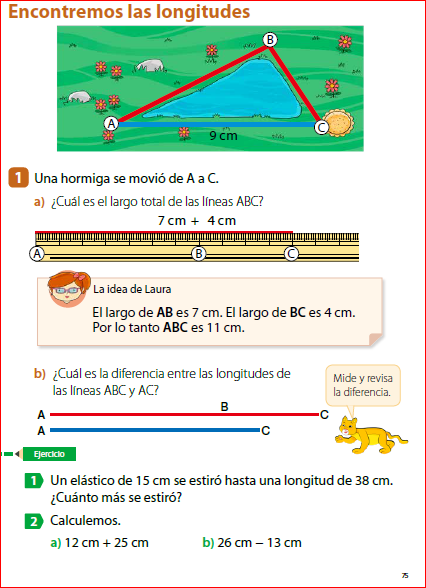 Encontremos las longitudes
B
A
C
9 cm
1 Una hormiga se movió de A a C.
a) ¿Cuál es el largo total de las líneas ABC?
7 cm + 4 cm
A B C
La idea de Laura
El largo de AB es 7 cm. El largo de BC es 4 cm.
Por lo tanto ABC es 11 cm.
b) ¿Cuál es la diferencia entre las longitudes de
las líneas ABC y AC?
Mide y revisa
la diferencia.
A B C
A C
Ejercicio
1 Un elástico de 15 cm se estiró hasta una longitud de 38 cm.
¿Cuánto más se estiró?
2 Calculemos.
a) 12 cm + 25 cm b) 26 cm − 13 cm
75